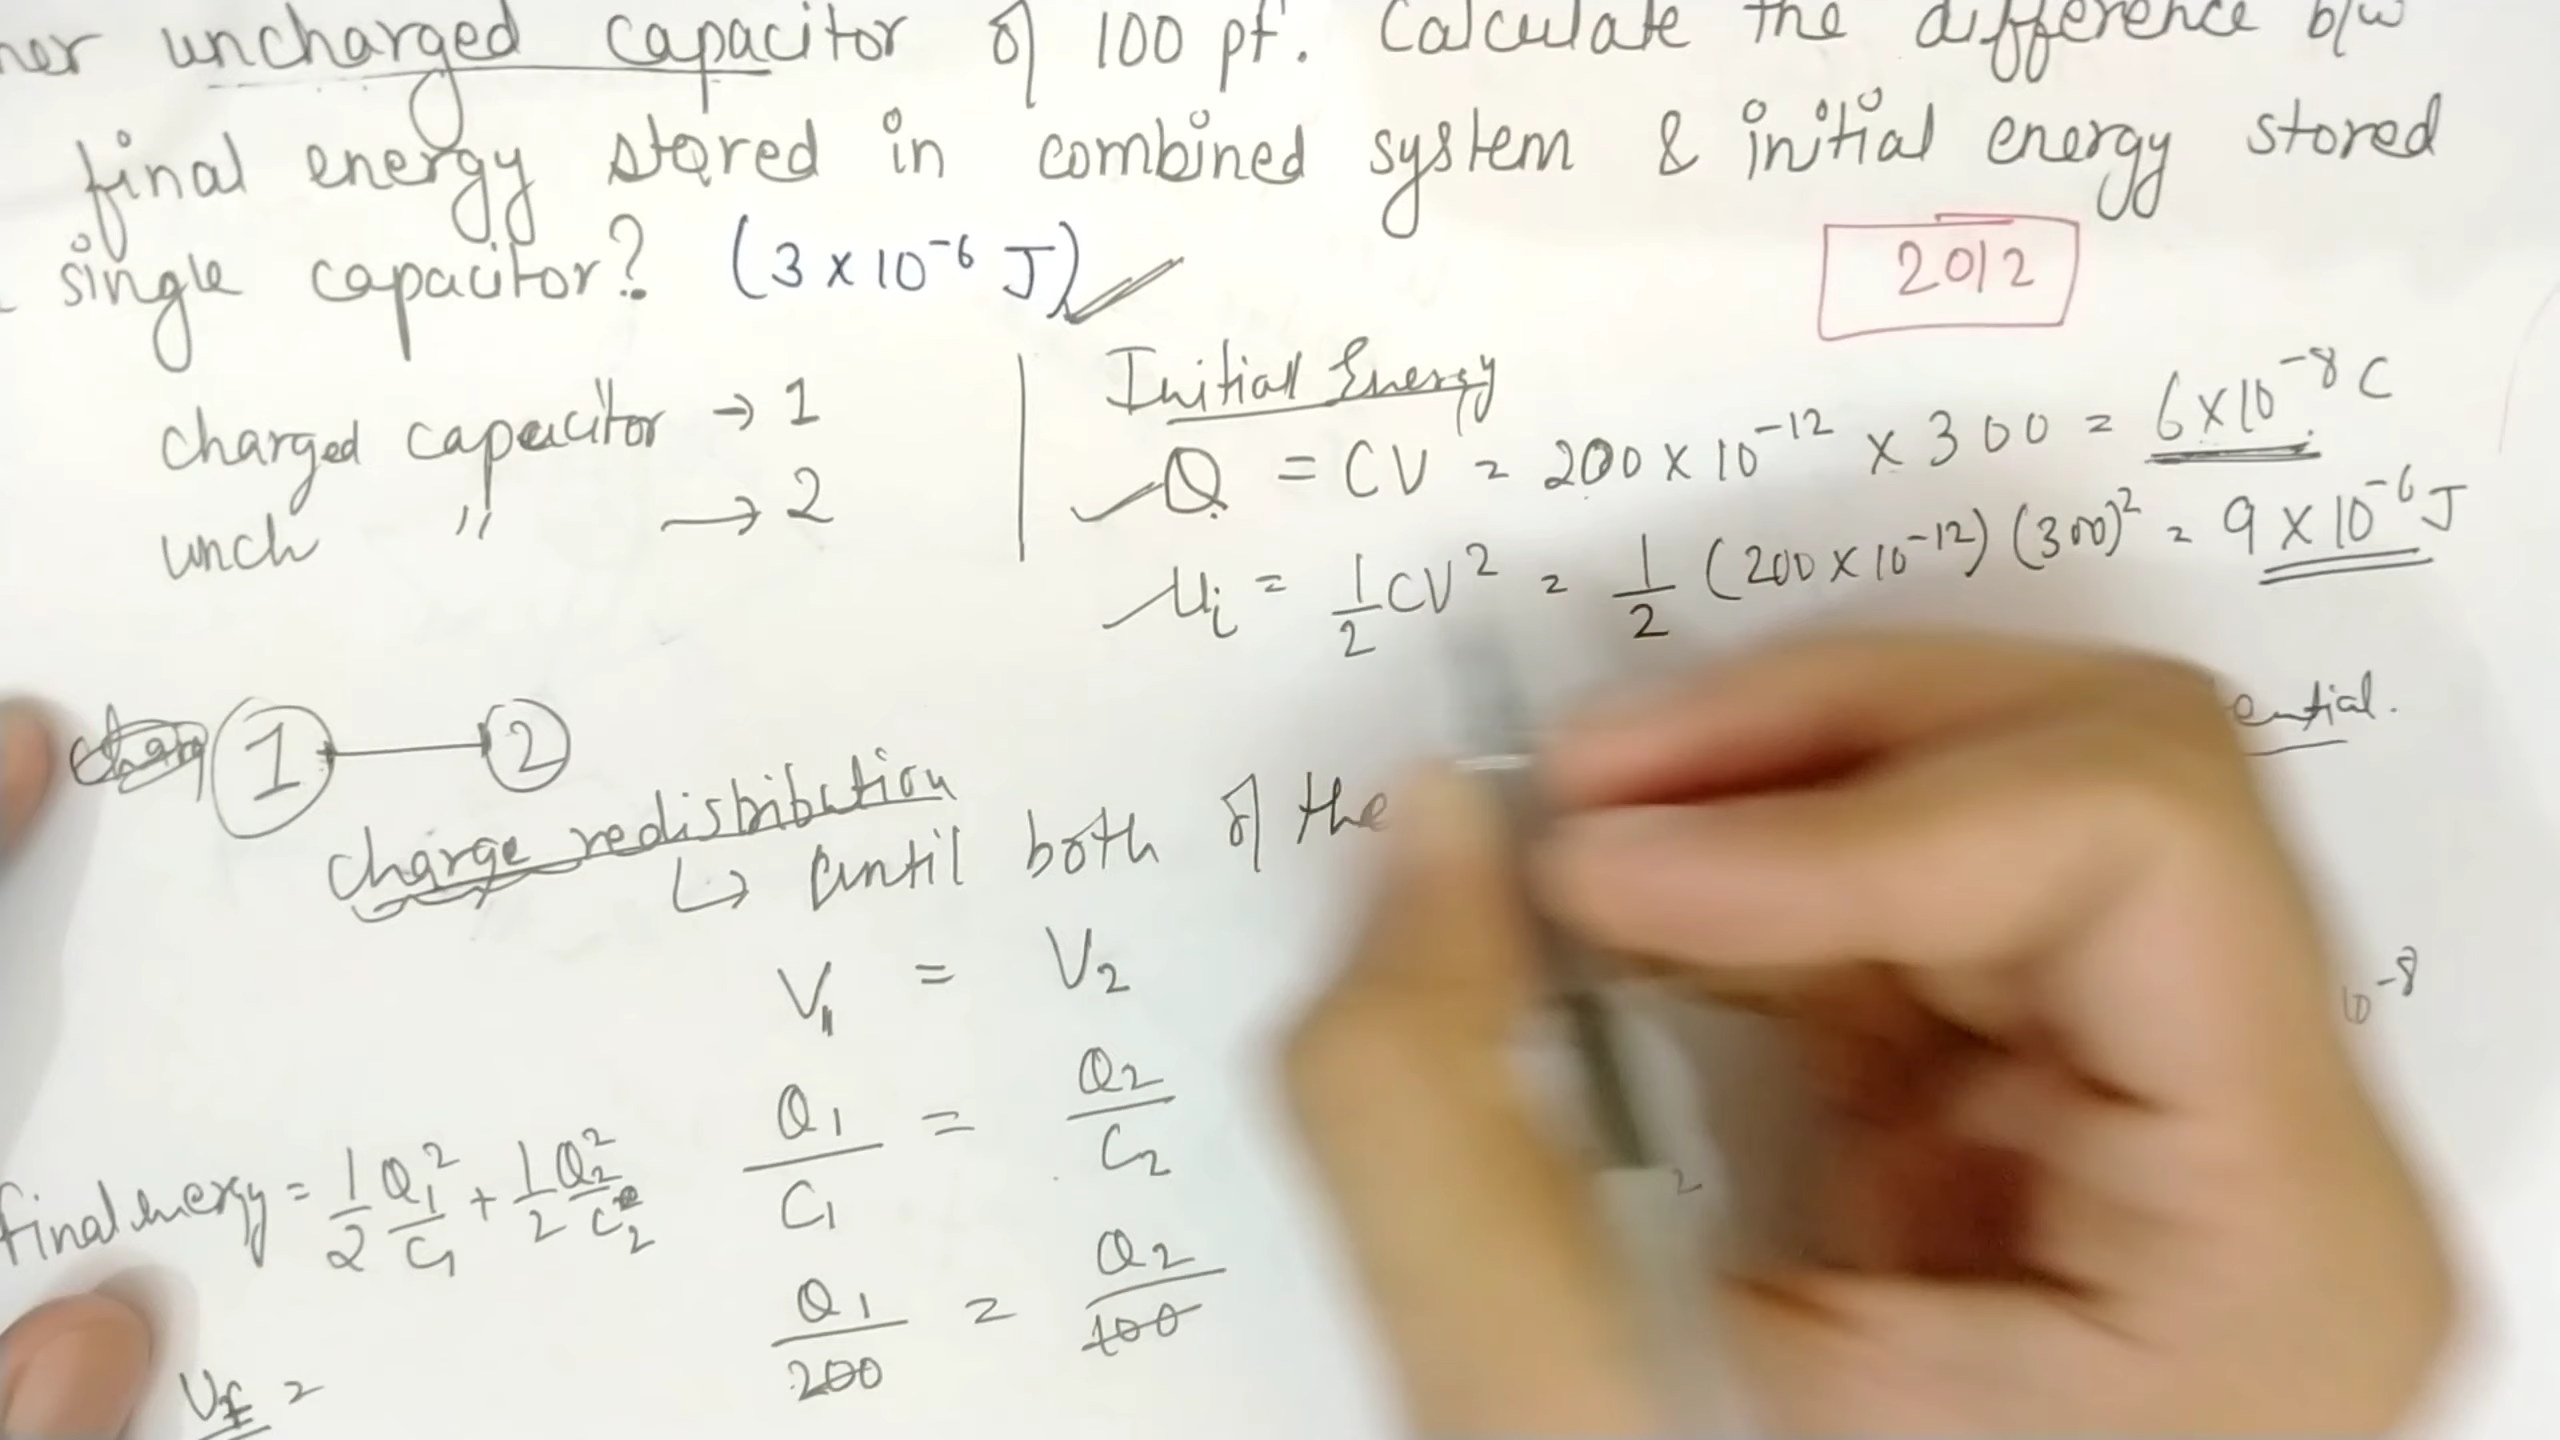 uncharged capacitor of 100 pf. Calculate the difference b/w
final energy stored in combined system & initial energy stored
single capacitor? (3 x 10⁻⁶ J)
2012
charged capacitor → 1
unch " → 2
Initial Energy
Q = CV = 200 x 10⁻¹² x 300 = 6 x 10⁻⁸ C
Ui = 1/2 CV² = 1/2 (200 x 10⁻¹²) (300)² = 9 x 10⁻⁶ J
1 — 2
charge redistribution
↳ until both of the
V₁ = V₂
Q₁/C₁ = Q₂/C₂
10⁻⁸
Final energy = 1/2 Q₁²/C₁ + 1/2 Q₂²/C₂
Q₁/200 = Q₂/100
Uf =